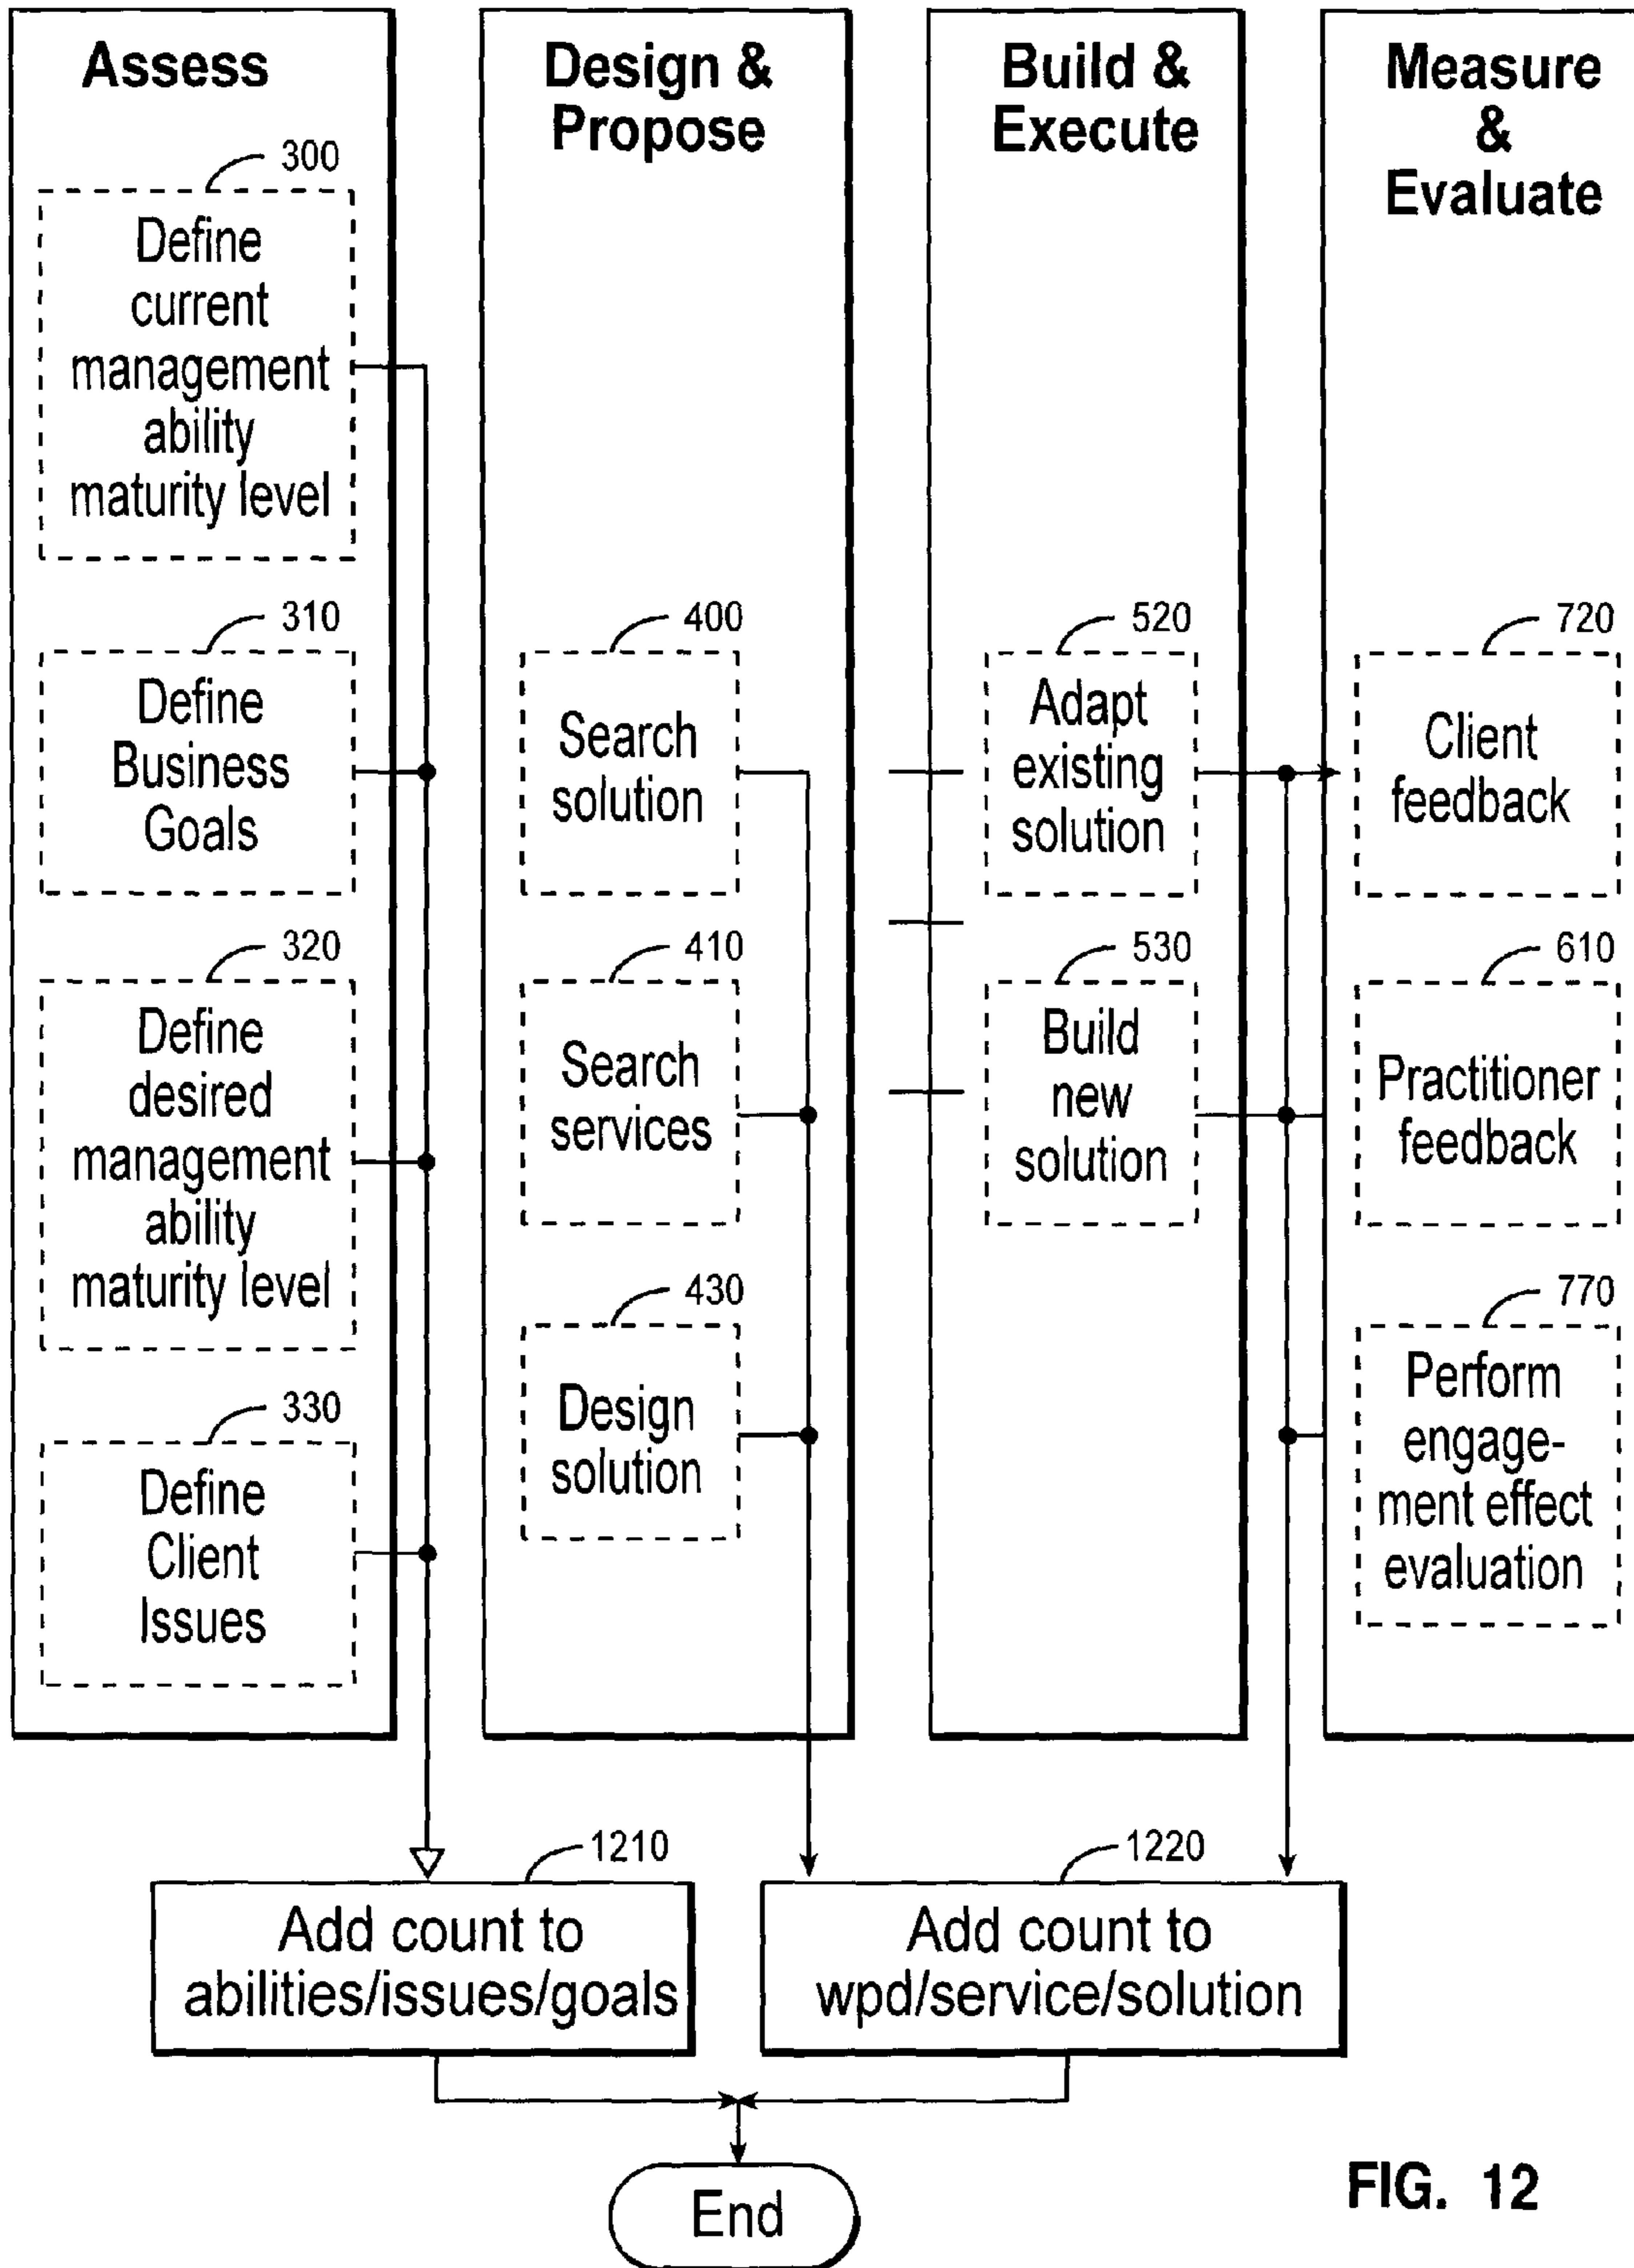 Assess
300
Define
current
management
ability
maturity level
310
Define
Business
Goals
320
Define
desired
management
ability
maturity level
330
Define
Client
Issues
Design &
Propose
400
Search
solution
410
Search
services
430
Design
solution
Build &
Execute
520
Adapt
existing
solution
530
Build
new
solution
Measure
&
Evaluate
720
Client
feedback
610
Practitioner
feedback
770
Perform
engage-
ment effect
evaluation
1210
Add count to
abilities/issues/goals
1220
Add count to
wpd/service/solution
End
FIG. 12